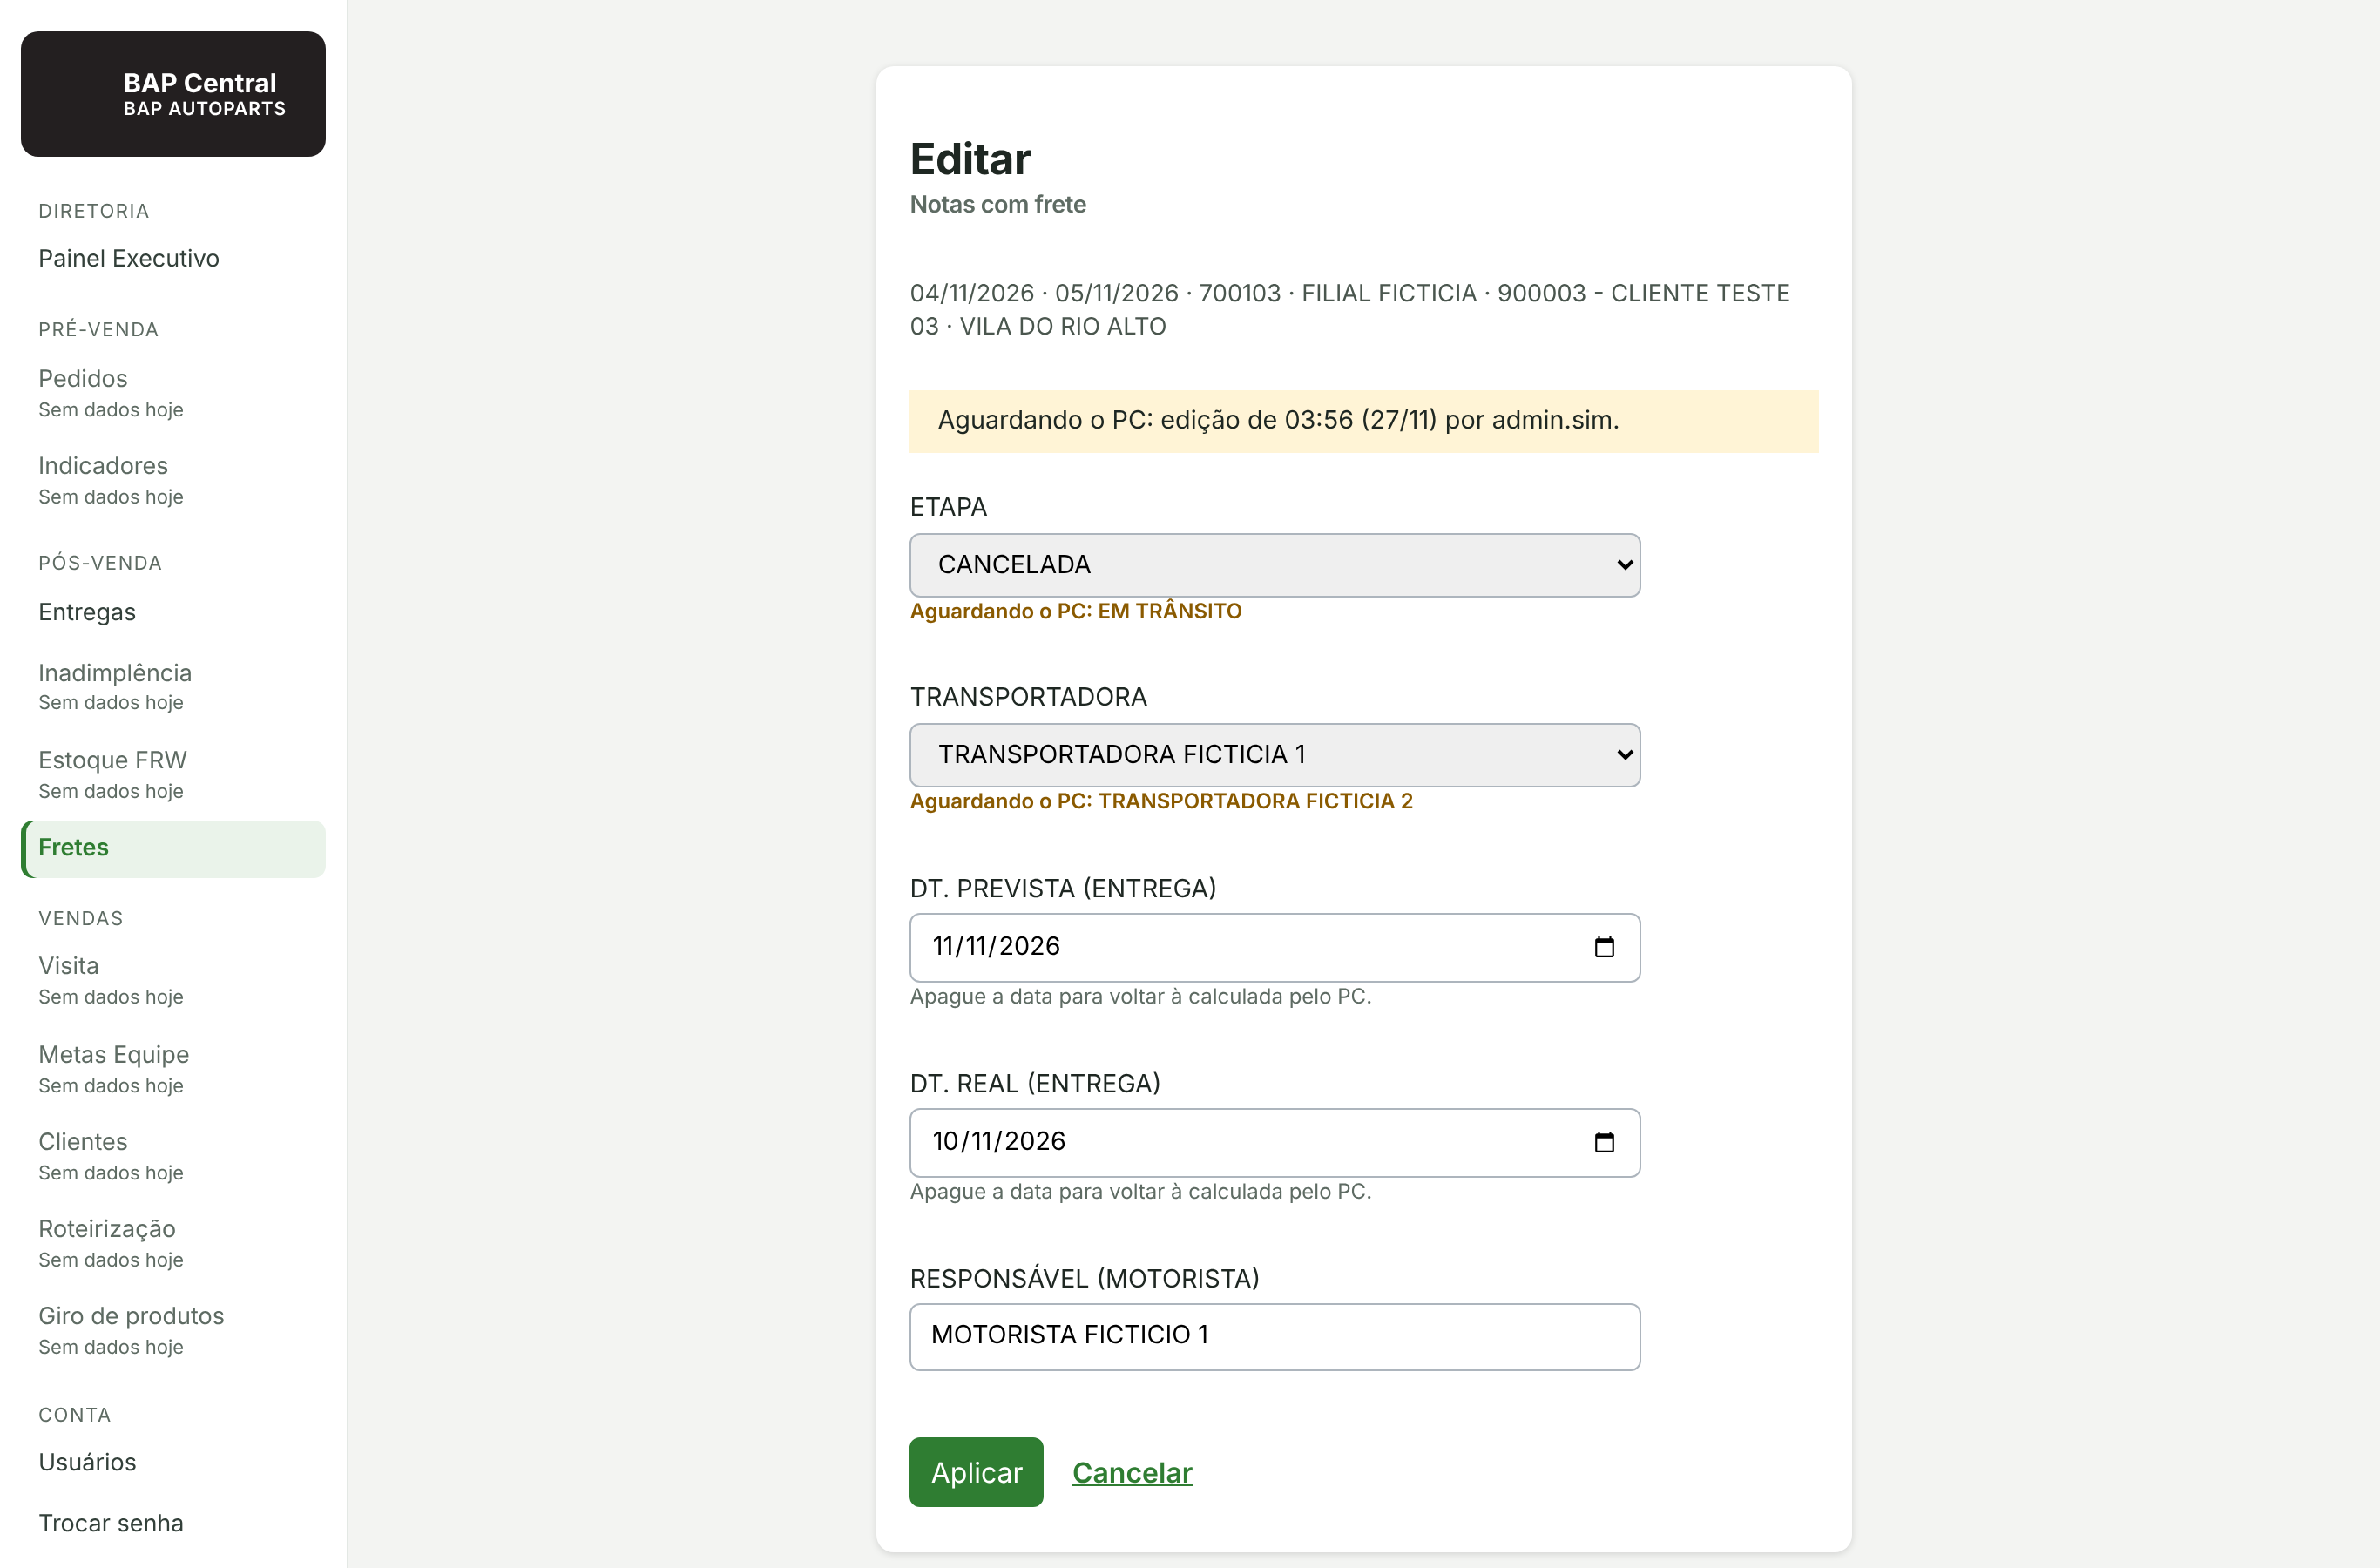 BAP Central
BAP AUTOPARTS
DIRETORIA
Painel Executivo
PRÉ-VENDA
Pedidos
Sem dados hoje
Indicadores
Sem dados hoje
PÓS-VENDA
Entregas
Inadimplência
Sem dados hoje
Estoque FRW
Sem dados hoje
Fretes
VENDAS
Visita
Sem dados hoje
Metas Equipe
Sem dados hoje
Clientes
Sem dados hoje
Roteirização
Sem dados hoje
Giro de produtos
Sem dados hoje
CONTA
Usuários
Trocar senha
Editar
Notas com frete
04/11/2026 · 05/11/2026 · 700103 · FILIAL FICTICIA · 900003 - CLIENTE TESTE
03 · VILA DO RIO ALTO
Aguardando o PC: edição de 03:56 (27/11) por admin.sim.
ETAPA
CANCELADA
Aguardando o PC: EM TRÂNSITO
TRANSPORTADORA
TRANSPORTADORA FICTICIA 1
Aguardando o PC: TRANSPORTADORA FICTICIA 2
DT. PREVISTA (ENTREGA)
11/11/2026
Apague a data para voltar à calculada pelo PC.
DT. REAL (ENTREGA)
10/11/2026
Apague a data para voltar à calculada pelo PC.
RESPONSÁVEL (MOTORISTA)
MOTORISTA FICTICIO 1
Aplicar
Cancelar